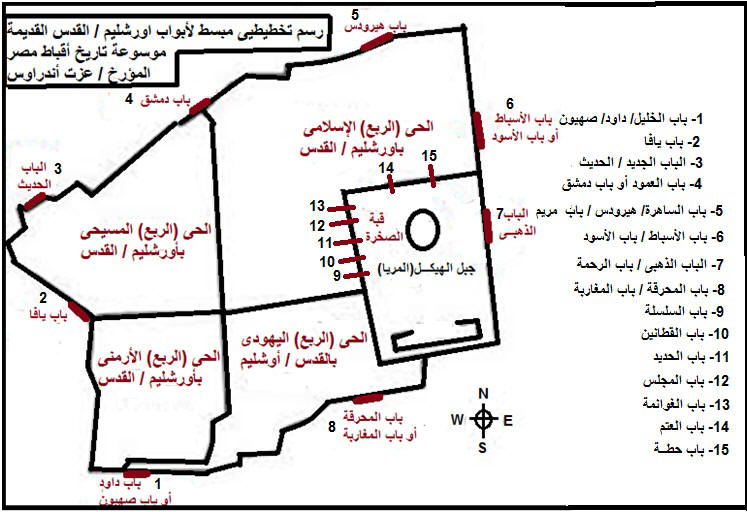 رسم تخطيطيى مبسط لأبواب اورشليم / القدس القديمة
موسوعة تاريخ أقباط مصر
المؤرخ / عزت أندراوس
5
باب هيرودس
4 باب دمشق
6
باب الأسباط
أو باب الأسود
3
الباب
الحديث
الحى (الربع) الإسلامى
بأورشليم / القدس
15
14
13
12
11
10
9
قبة
الصخرة
جبل الهيكـل(المريا)
7 الباب
الذهبـى
الحى (الربع) المسيحى
بأورشليم / القدس
2
باب يافا
الحى (الربع) الأرمنى
بأورشليم / القدس
الحى (الربع) اليهودى
بالقدس / أوشليم
8
باب المحرقة
أو باب المغاربة
1
باب داود
أو باب صهيون
N
W E
S
1- باب الخليل/ داود/ صهيون
2- باب يافا
3- الباب الجديد / الحديث
4- باب العمود أو باب دمشق
5- باب الساهرة/ هيرودس / باب مريم
6- باب الأسباط / باب الأسود
7- الباب الذهبى / باب الرحمة
8- باب المحرقة / باب المغاربة
9- باب السلسلة
10- باب القطانين
11- باب الحديد
12- باب المجلس
13- باب الغوانمة
14- باب العتم
15- باب حطـة